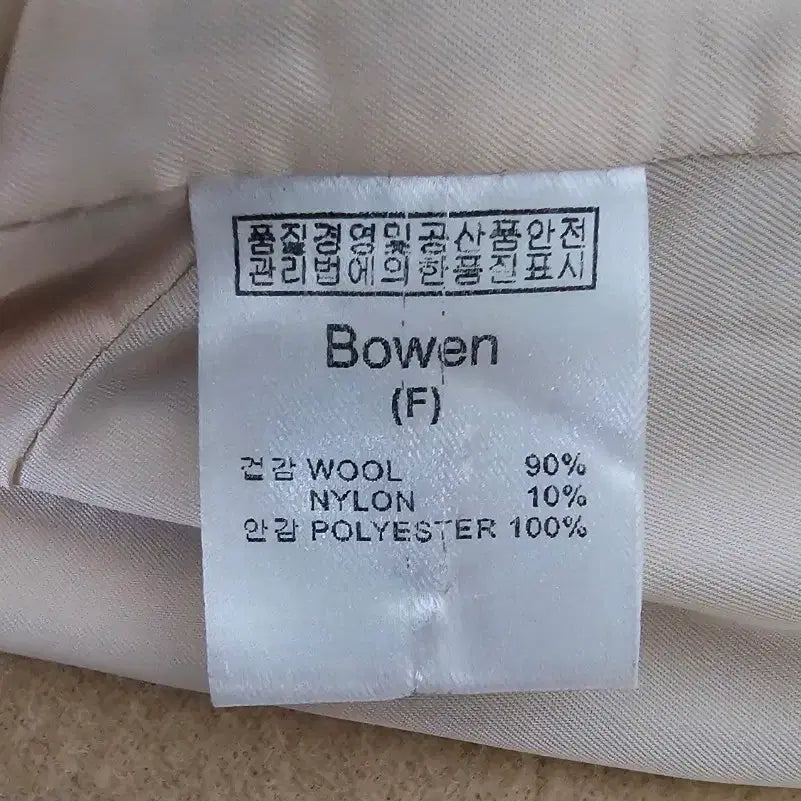 품질경영및공산품안전
관리법에의한품질표시
Bowen
(F)
겉감 WOOL 90%
NYLON 10%
안감 POLYESTER 100%